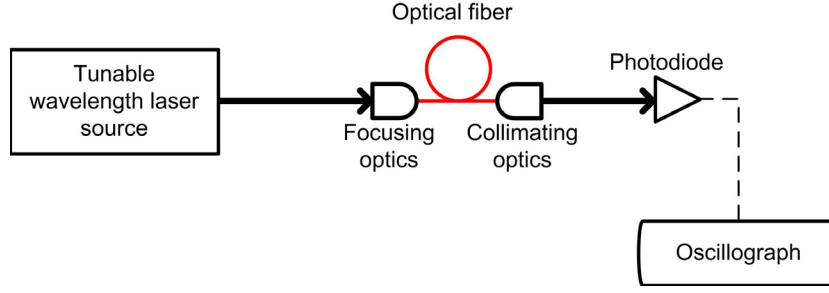 Optical fiber
Tunable
wavelength laser
source
Photodiode
Focusing
optics
Collimating
optics
Oscillograph